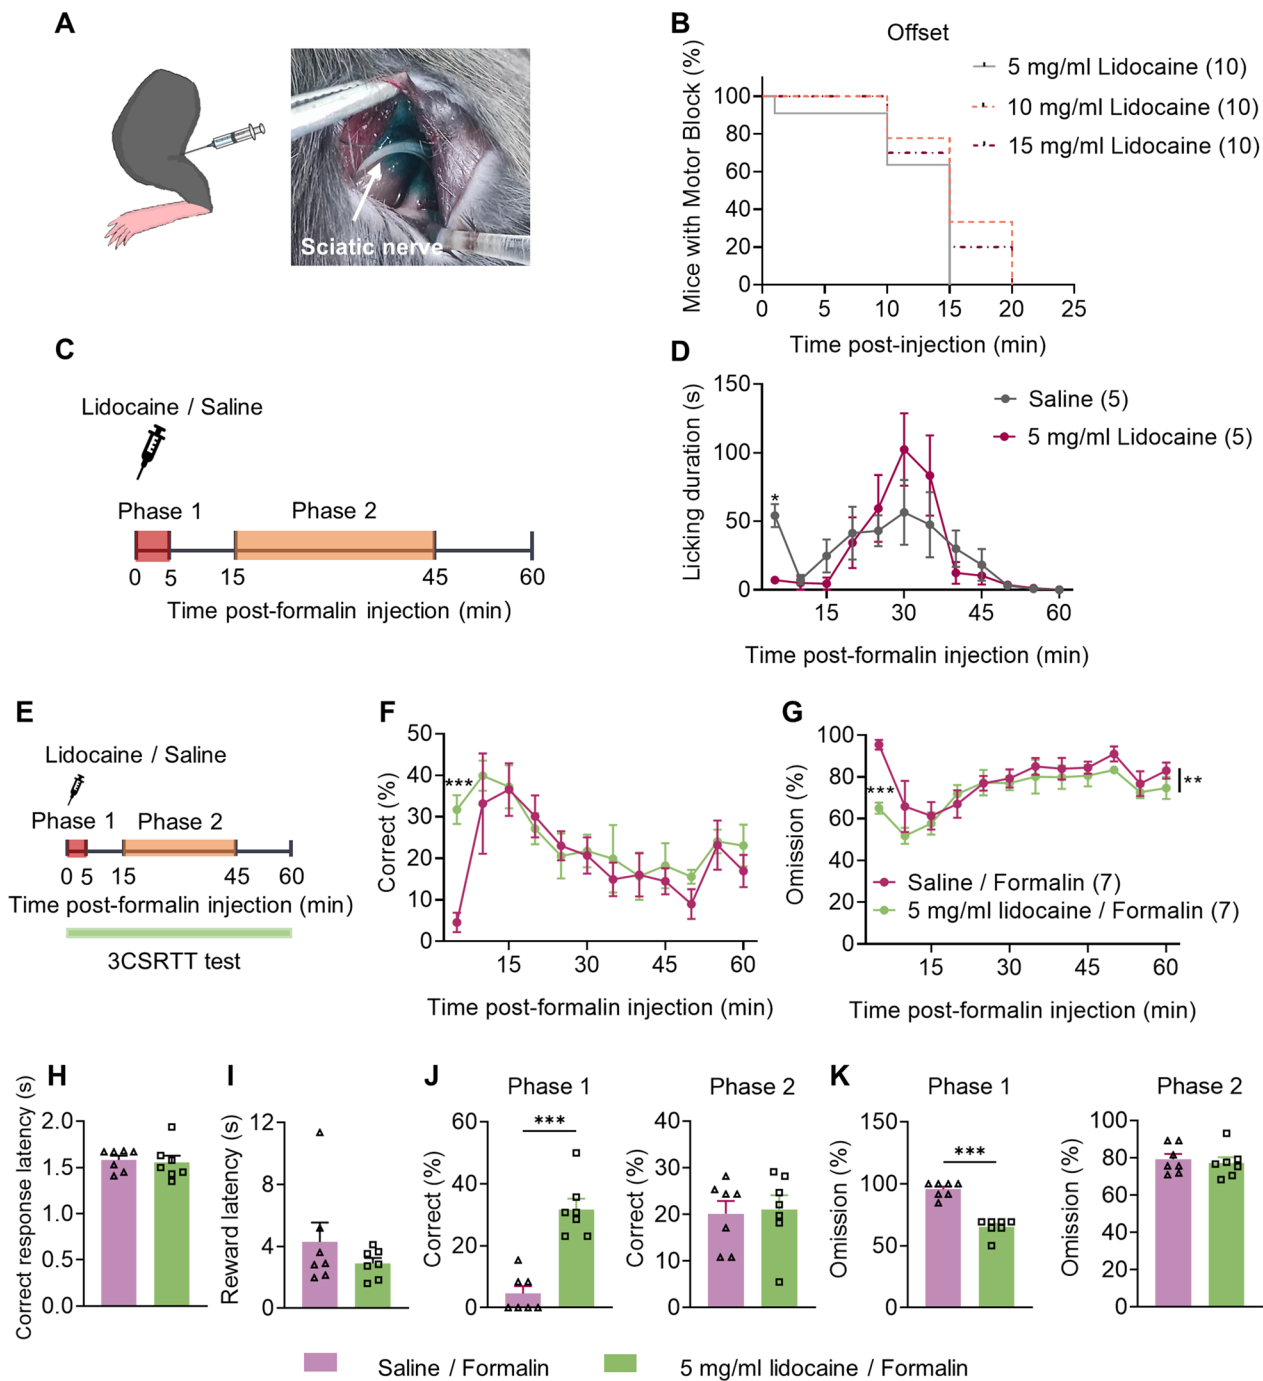 A
Sciatic nerve
B
Offset
5 mg/ml Lidocaine (10)
10 mg/ml Lidocaine (10)
15 mg/ml Lidocaine (10)
Mice with Motor Block (%)
100
80
60
40
20
0
0 5 10 15 20 25
Time post-injection (min)
C
Lidocaine / Saline
Phase 1 Phase 2
0 5 15 45 60
Time post-formalin injection (min)
D
Saline (5)
5 mg/ml Lidocaine (5)
Licking duration (s)
150
100
50
0
*
15 30 45 60
Time post-formalin injection (min)
E
Lidocaine / Saline
Phase 1 Phase 2
0 5 15 45 60
Time post-formalin injection (min)
3CSRTT test
F
Correct (%)
50
40
30
20
10
0
***
15 30 45 60
Time post-formalin injection (min)
G
Omission (%)
100
80
60
40
20
0
***
**
Saline / Formalin (7)
5 mg/ml lidocaine / Formalin (7)
15 30 45 60
Time post-formalin injection (min)
H
Correct response latency (s)
2.0
1.5
1.0
0.5
0.0
I
Reward latency (s)
12
8
4
0
J
Phase 1
Correct (%)
60
40
20
0
***
Phase 2
Correct (%)
40
30
20
10
0
K
Phase 1
Omission (%)
150
100
50
0
***
Phase 2
Omission (%)
100
80
60
40
20
0
Saline / Formalin
5 mg/ml lidocaine / Formalin